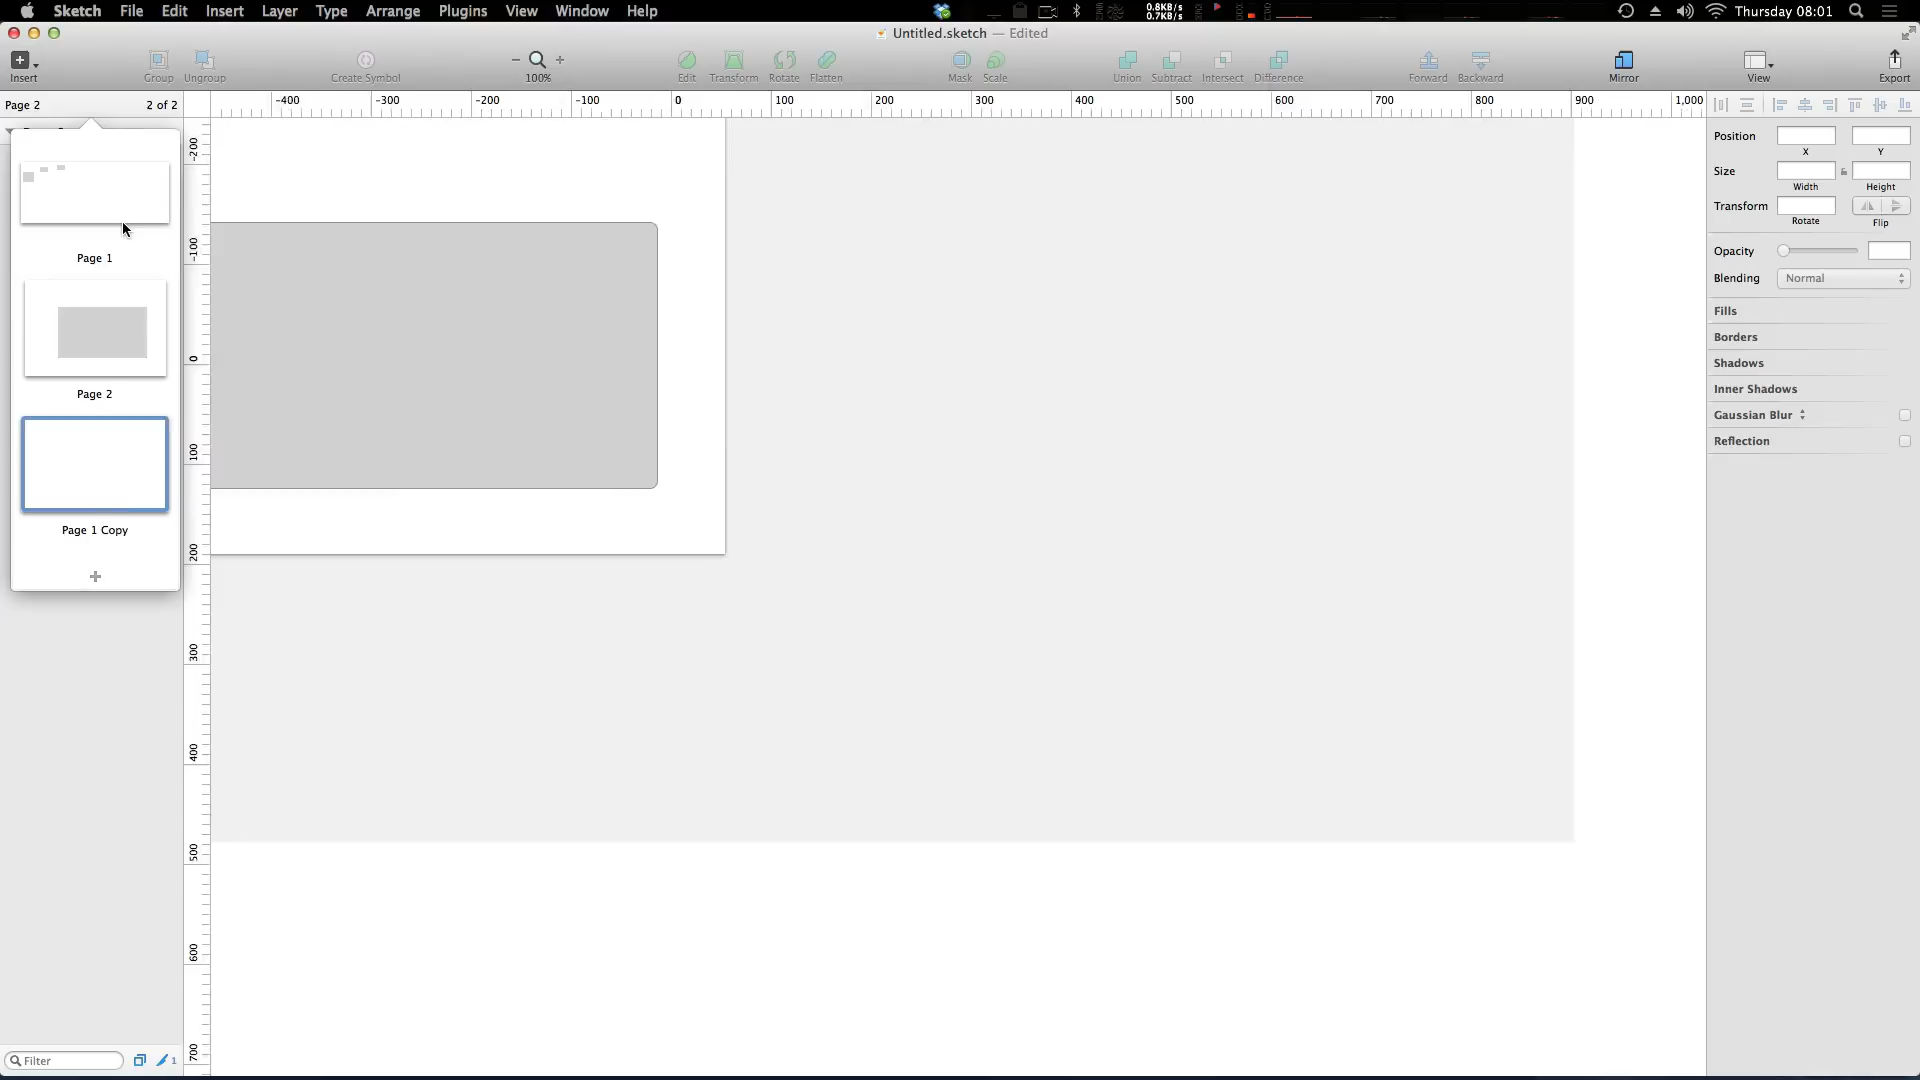 Sketch File Edit Insert Layer Type Arrange Plugins View Window Help
0.8KB/s
0.7KB/s
Thursday 08:01
Untitled.sketch — Edited
Insert Group Ungroup Create Symbol 100% Edit Transform Rotate Flatten Mask Scale Union Subtract Intersect Difference Forward Backward Mirror View Export
Page 2 2 of 2
-400 -300 -200 -100 0 100 200 300 400 500 600 700 800 900 1,000
-200
-100
0
100
200
300
400
500
600
700
Page 1
Page 2
Page 1 Copy
Filter
1
Position
X Y
Size
Width Height
Transform
Rotate Flip
Opacity
Blending Normal
Fills
Borders
Shadows
Inner Shadows
Gaussian Blur
Reflection